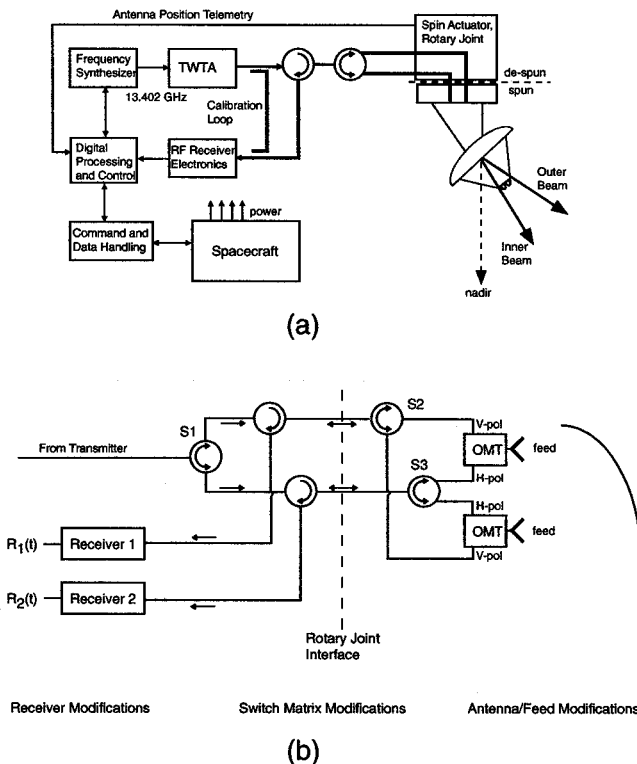 Antenna Position Telemetry
Spin Actuator,
Rotary Joint
Frequency
Synthesizer
TWTA
13.402 GHz
Calibration
Loop
de-spun
spun
Digital
Processing
and Control
RF Receiver
Electronics
Outer
Beam
Inner
Beam
power
Command and
Data Handling
Spacecraft
nadir
(a)
S1
S2
From Transmitter
V-pol
OMT
feed
S3
H-pol
H-pol
OMT
feed
V-pol
R1(t)
Receiver 1
R2(t)
Receiver 2
Rotary Joint
Interface
Receiver Modifications
Switch Matrix Modifications
Antenna/Feed Modifications
(b)